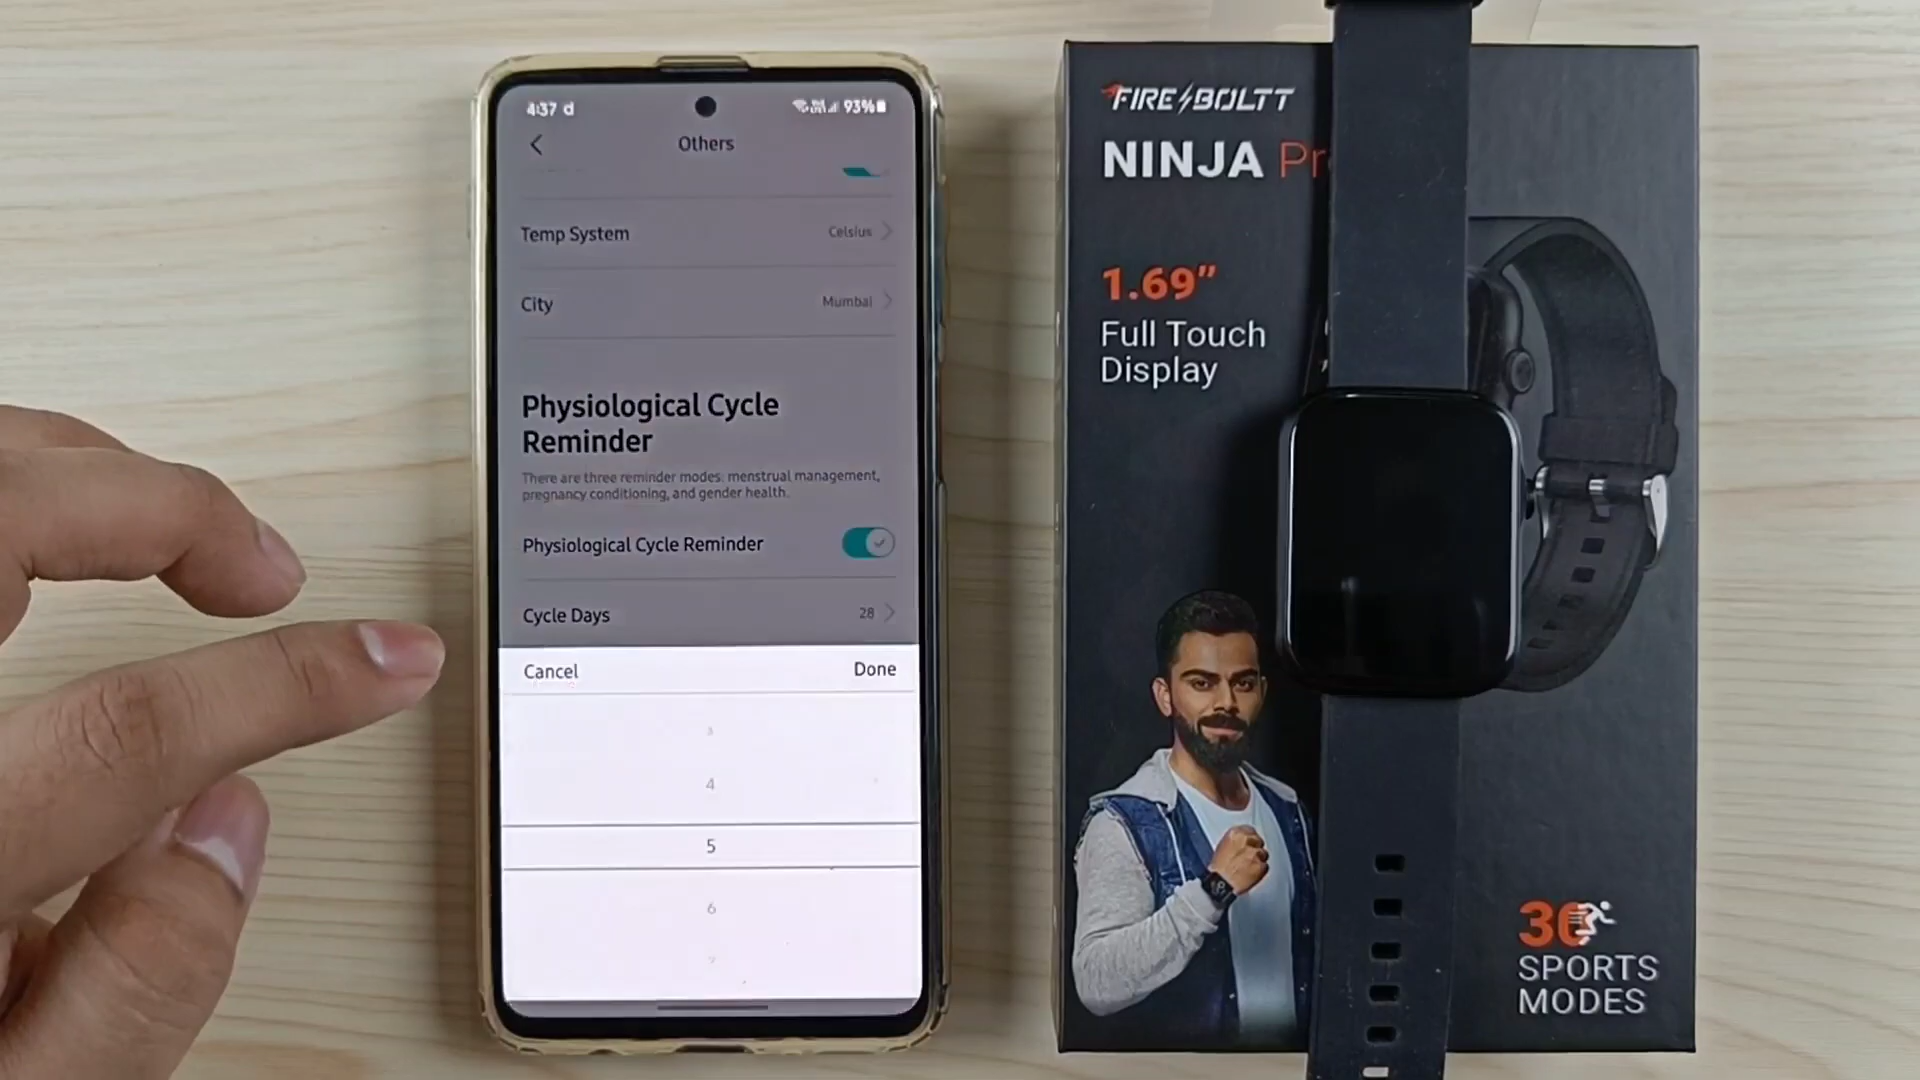 4:37 d
93%
Others
Temp System
Celsius
City
Mumbai
Physiological Cycle
Reminder
There are three reminder modes: menstrual management,
pregnancy conditioning, and gender health.
Physiological Cycle Reminder
Cycle Days
28
Cancel
Done
3
4
5
6
7
FIRE BOLTT
NINJA Pr
1.69"
Full Touch
Display
30
SPORTS
MODES